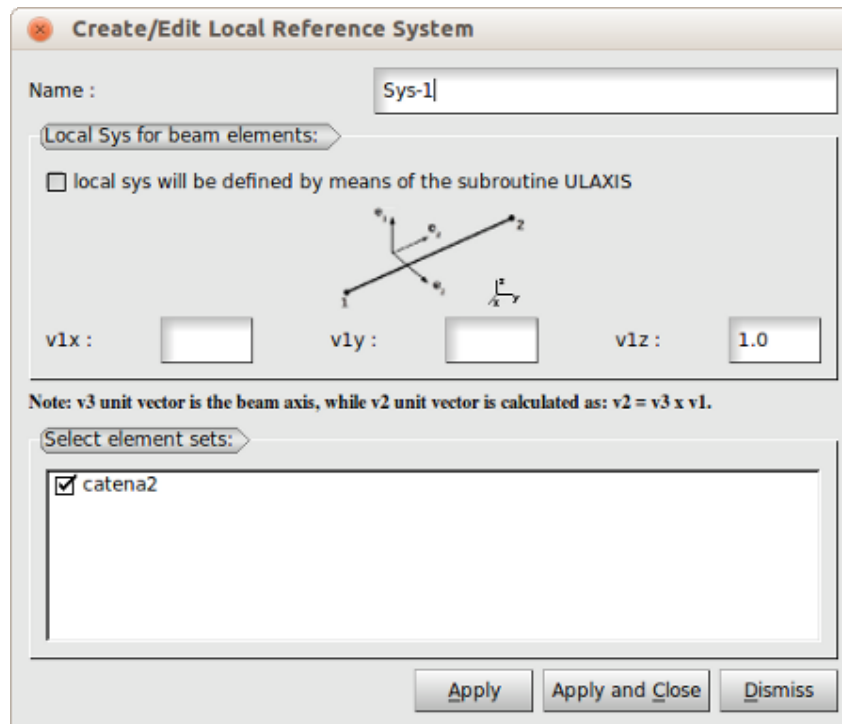 Create/Edit Local Reference System
Name :
Sys-1
Local Sys for beam elements:
local sys will be defined by means of the subroutine ULAXIS
2
1
z
x y
v1x :
v1y :
v1z :
1.0
Note: v3 unit vector is the beam axis, while v2 unit vector is calculated as: v2 = v3 x v1.
Select element sets:
catena2
Apply
Apply and Close
Dismiss